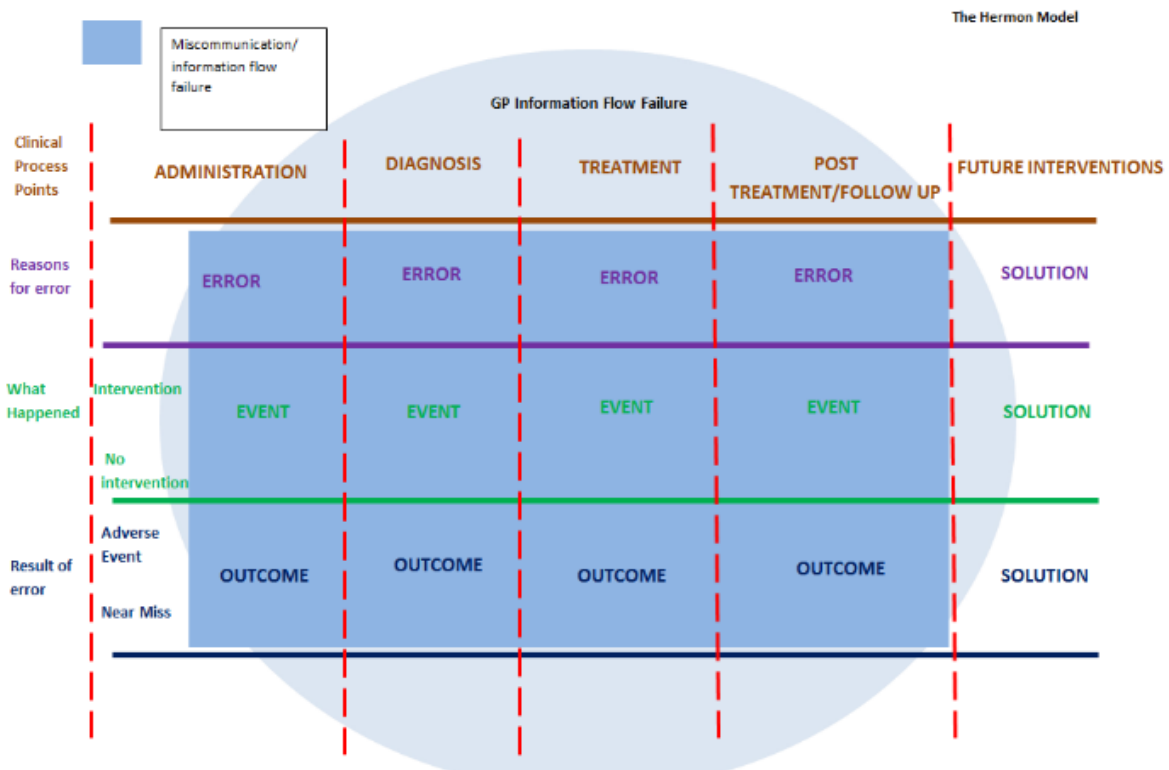 The Hermon Model
Miscommunication/
information flow
failure
GP Information Flow Failure
Clinical
Process
Points
ADMINISTRATION
DIAGNOSIS
TREATMENT
POST
TREATMENT/FOLLOW UP
FUTURE INTERVENTIONS
Reasons
for error
ERROR
ERROR
ERROR
ERROR
SOLUTION
What
Happened
Intervention
No
intervention
EVENT
EVENT
EVENT
EVENT
SOLUTION
Result of
error
Adverse
Event
Near Miss
OUTCOME
OUTCOME
OUTCOME
OUTCOME
SOLUTION